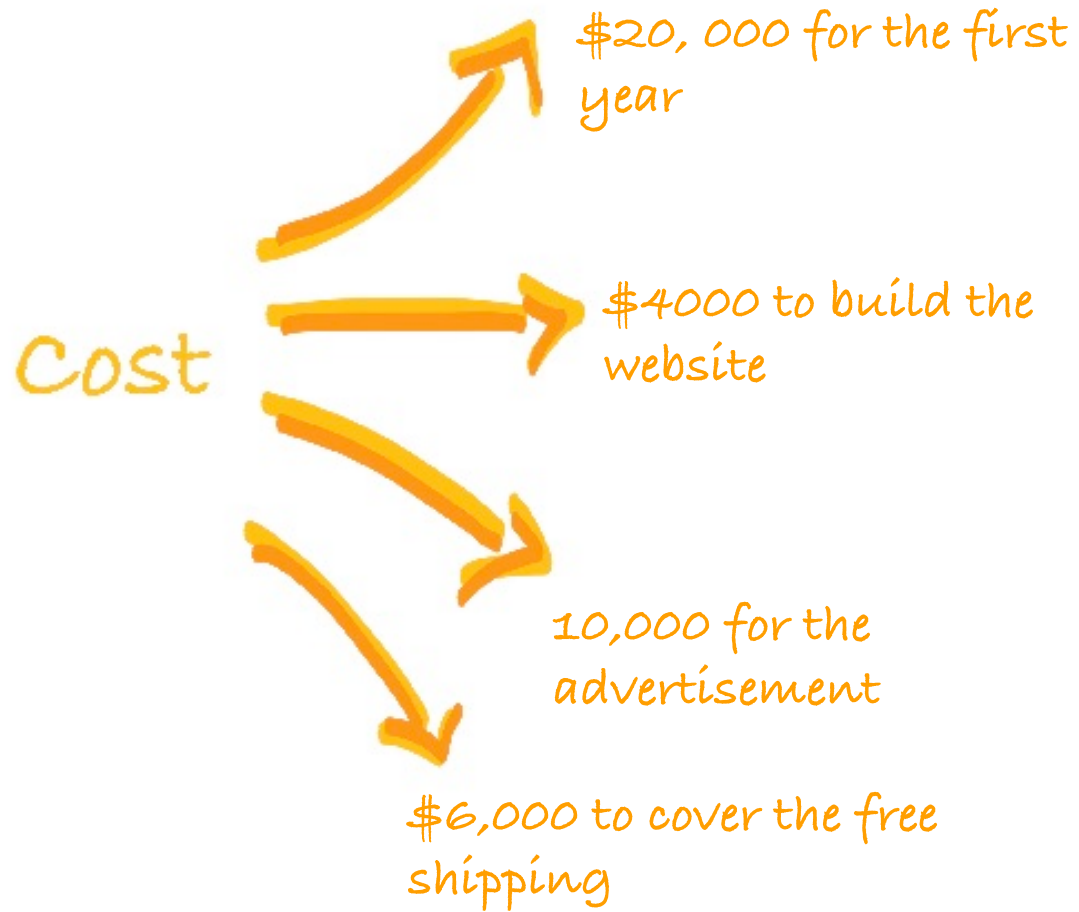 $20, 000 for the first
year
$4000 to build the
website
Cost
10,000 for the
advertisement
$6,000 to cover the free
shipping